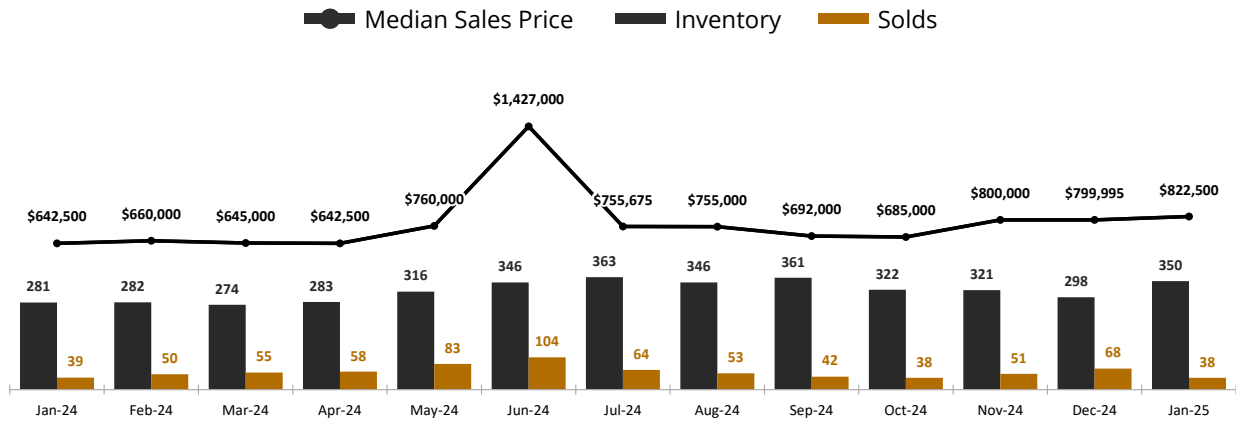 Median Sales Price Inventory Solds
$1,427,000
$642,500 $660,000 $645,000 $642,500 $760,000 $755,675 $755,000 $692,000 $685,000 $800,000 $799,995 $822,500
281 282 274 283 316 346 363 346 361 322 321 298 350
39 50 55 58 83 104 64 53 42 38 51 68 38
Jan-24 Feb-24 Mar-24 Apr-24 May-24 Jun-24 Jul-24 Aug-24 Sep-24 Oct-24 Nov-24 Dec-24 Jan-25